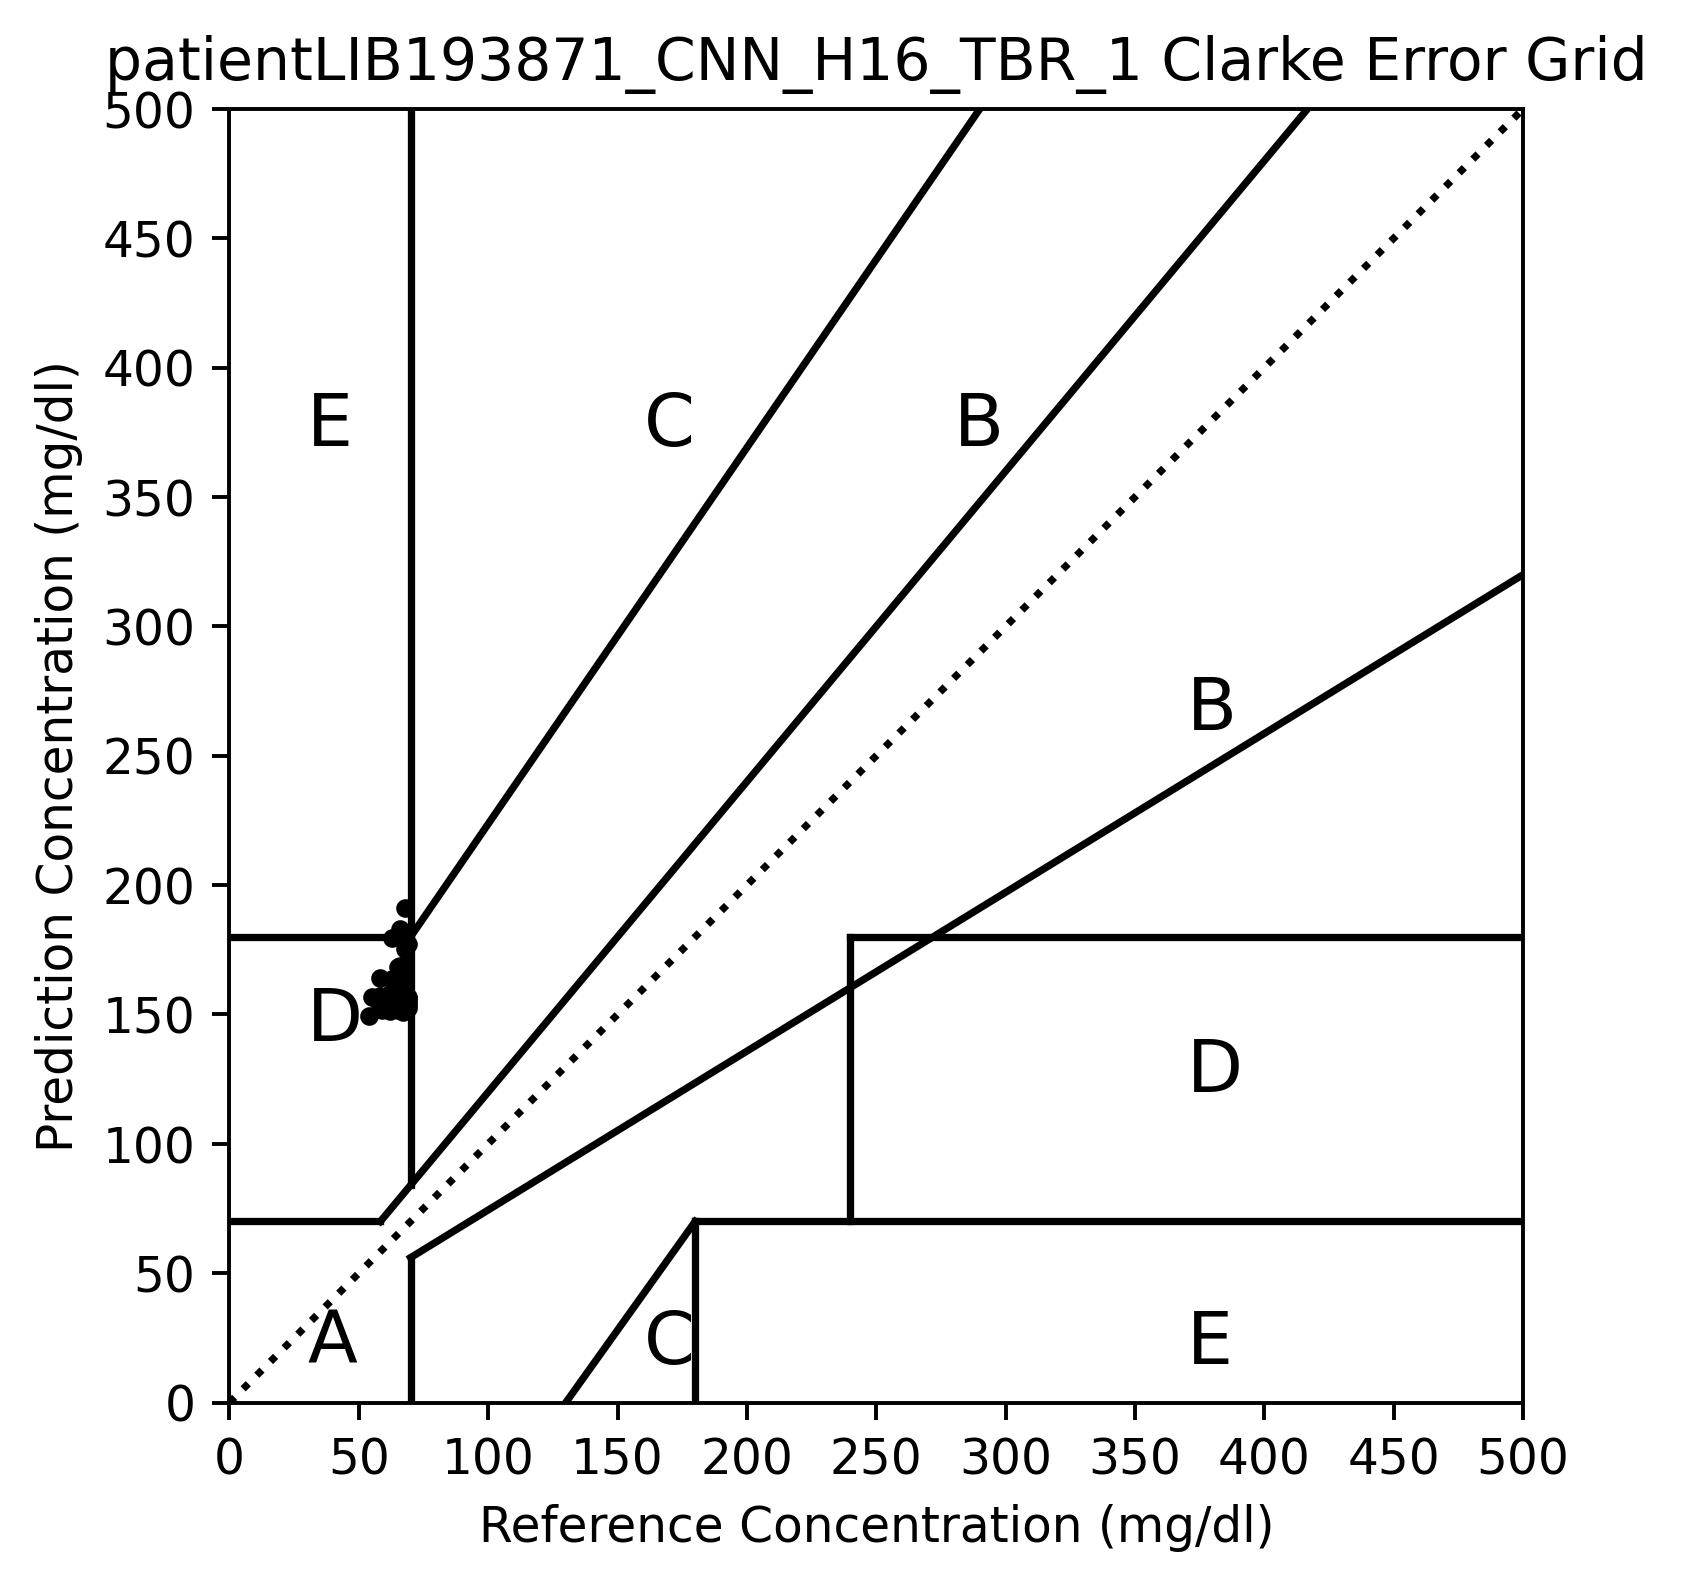 patientLIB193871_CNN_H16_TBR_1 Clarke Error Grid
500
450
400
350
300
250
200
150
100
50
0
Prediction Concentration (mg/dl)
E
C
B
B
D
D
A
C
E
0 50 100 150 200 250 300 350 400 450 500
Reference Concentration (mg/dl)